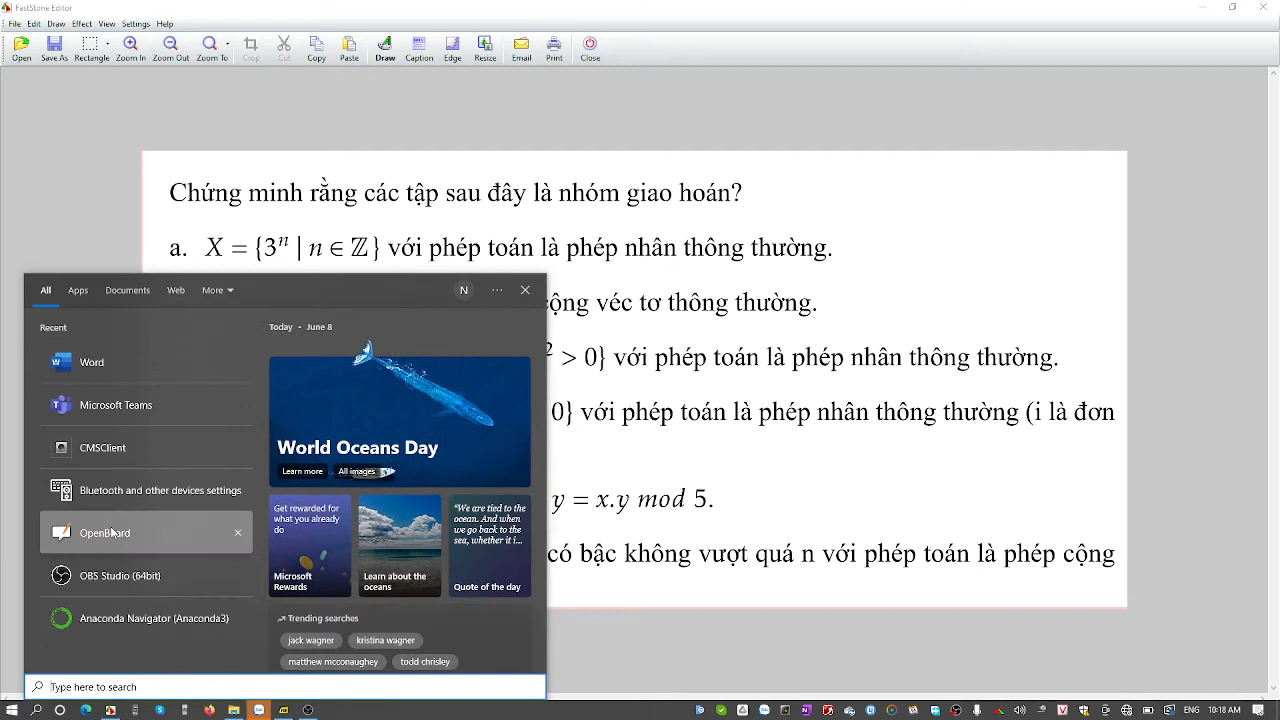 FastStone Editor
File Edit Draw Effect View Settings Help
Open Save As Rectangle Zoom In Zoom Out Zoom To Crop Cut Copy Paste Draw Caption Edge Resize Email Print Close
Chứng minh rằng các tập sau đây là nhóm giao hoán?
a. X = {3ⁿ | n ∈ ℤ} với phép toán là phép nhân thông thường.
cộng véc tơ thông thường.
² > 0} với phép toán là phép nhân thông thường.
0} với phép toán là phép nhân thông thường (i là đơn
y = x.y mod 5.
có bậc không vượt quá n với phép toán là phép cộng
All Apps Documents Web More N ...
Recent
Word
Microsoft Teams
CMSClient
Bluetooth and other devices settings
OpenBoard
OBS Studio (64bit)
Anaconda Navigator (Anaconda3)
Today • June 8
World Oceans Day
Learn more All images
Get rewarded for
what you already
do
Microsoft
Rewards
Learn about the
oceans
"We are tied to the
ocean. And when
we go back to the
sea, whether it i...
Quote of the day
Trending searches
jack wagner kristina wagner
matthew mcconaughey todd chrisley
Type here to search
ENG 10:18 AM